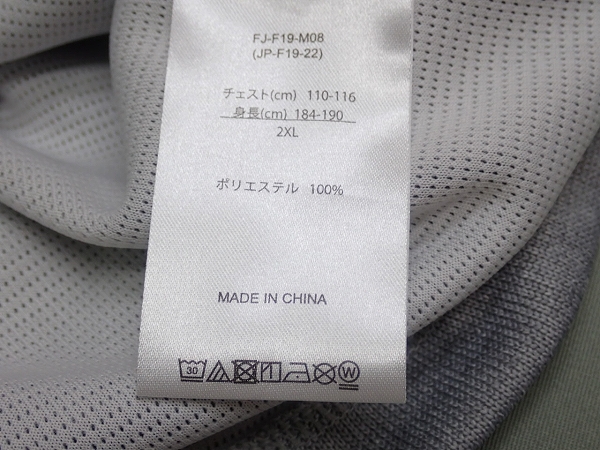 FJ-F19-M08
(JP-F19-22)
チェスト(cm) 110-116
身長(cm) 184-190
2XL
ポリエステル 100%
MADE IN CHINA
30 W